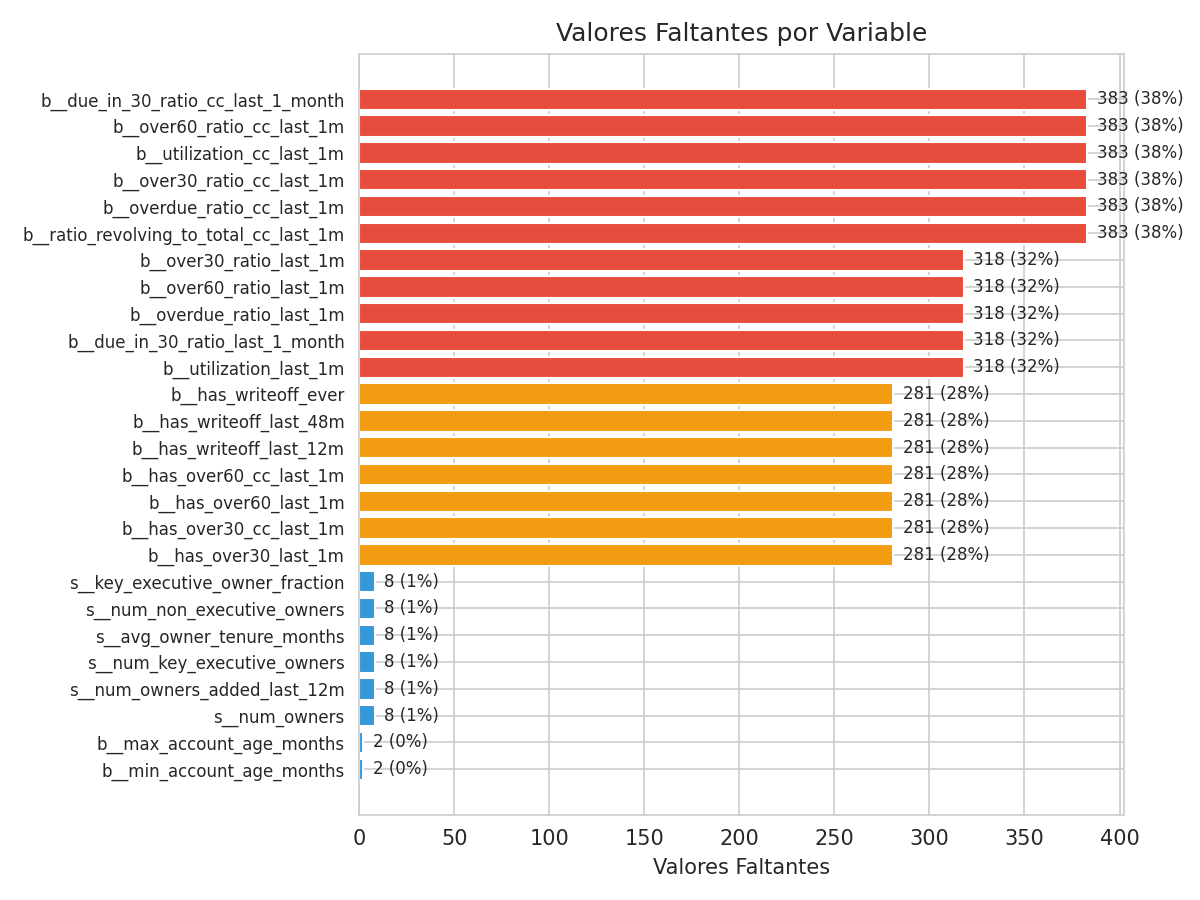 Valores Faltantes por Variable
b__due_in_30_ratio_cc_last_1_month 383 (38%)
b__over60_ratio_cc_last_1m 383 (38%)
b__utilization_cc_last_1m 383 (38%)
b__over30_ratio_cc_last_1m 383 (38%)
b__overdue_ratio_cc_last_1m 383 (38%)
b__ratio_revolving_to_total_cc_last_1m 383 (38%)
b__over30_ratio_last_1m 318 (32%)
b__over60_ratio_last_1m 318 (32%)
b__overdue_ratio_last_1m 318 (32%)
b__due_in_30_ratio_last_1_month 318 (32%)
b__utilization_last_1m 318 (32%)
b__has_writeoff_ever 281 (28%)
b__has_writeoff_last_48m 281 (28%)
b__has_writeoff_last_12m 281 (28%)
b__has_over60_cc_last_1m 281 (28%)
b__has_over60_last_1m 281 (28%)
b__has_over30_cc_last_1m 281 (28%)
b__has_over30_last_1m 281 (28%)
s__key_executive_owner_fraction 8 (1%)
s__num_non_executive_owners 8 (1%)
s__avg_owner_tenure_months 8 (1%)
s__num_key_executive_owners 8 (1%)
s__num_owners_added_last_12m 8 (1%)
s__num_owners 8 (1%)
b__max_account_age_months 2 (0%)
b__min_account_age_months 2 (0%)
0 50 100 150 200 250 300 350 400
Valores Faltantes